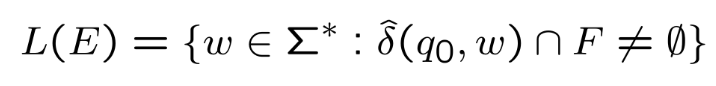 L(E) = {w ∈ Σ* : δ̂(q₀, w) ∩ F ≠ ∅}